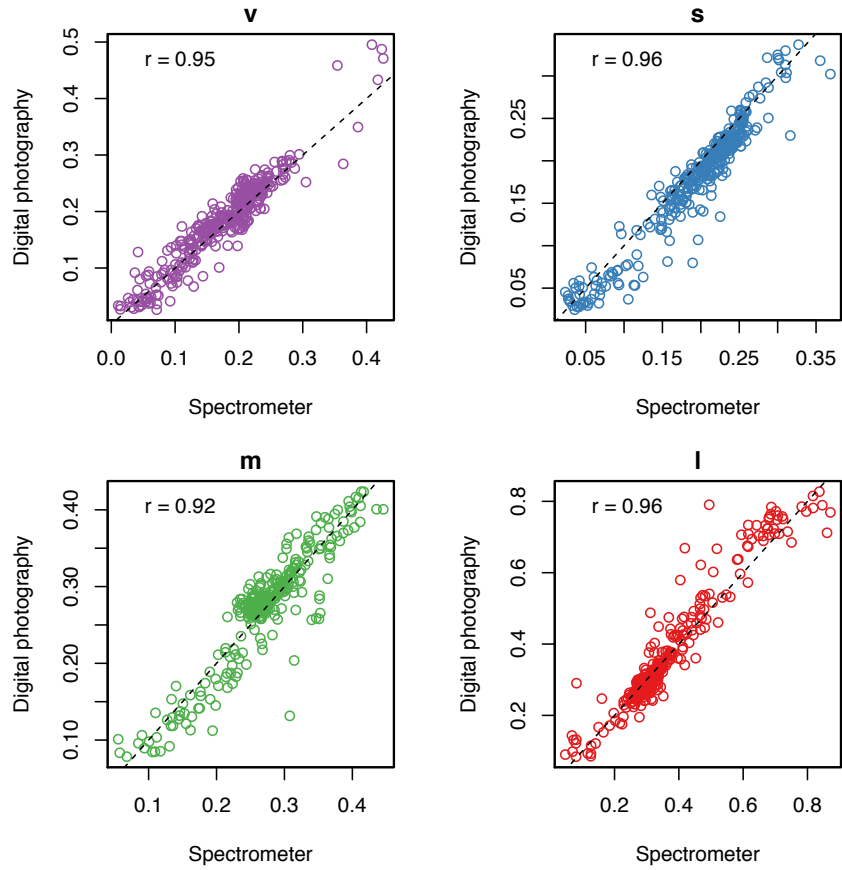 v
r = 0.95
Digital photography
0.1 0.2 0.3 0.4 0.5
0.0 0.1 0.2 0.3 0.4
Spectrometer
s
r = 0.96
Digital photography
0.05 0.15 0.25
0.05 0.15 0.25 0.35
Spectrometer
m
r = 0.92
Digital photography
0.10 0.20 0.30 0.40
0.1 0.2 0.3 0.4
Spectrometer
l
r = 0.96
Digital photography
0.2 0.4 0.6 0.8
0.2 0.4 0.6 0.8
Spectrometer